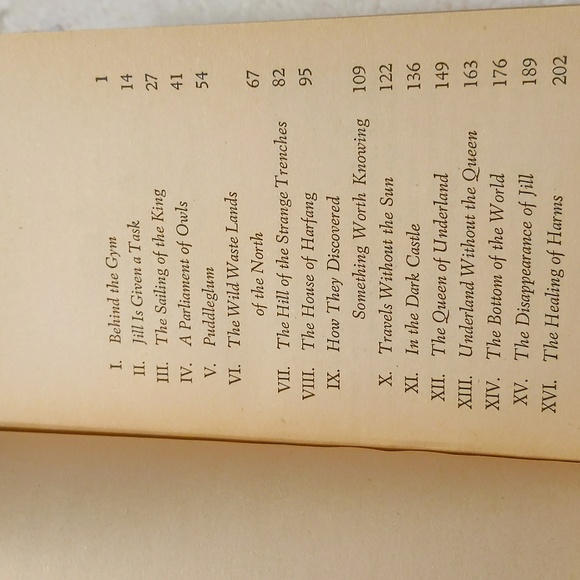 I. Behind the Gym 1
II. Jill Is Given a Task 14
III. The Sailing of the King 27
IV. A Parliament of Owls 41
V. Puddleglum 54
VI. The Wild Waste Lands
of the North 67
VII. The Hill of the Strange Trenches 82
VIII. The House of Harfang 95
IX. How They Discovered
Something Worth Knowing 109
X. Travels Without the Sun 122
XI. In the Dark Castle 136
XII. The Queen of Underland 149
XIII. Underland Without the Queen 163
XIV. The Bottom of the World 176
XV. The Disappearance of Jill 189
XVI. The Healing of Harms 202